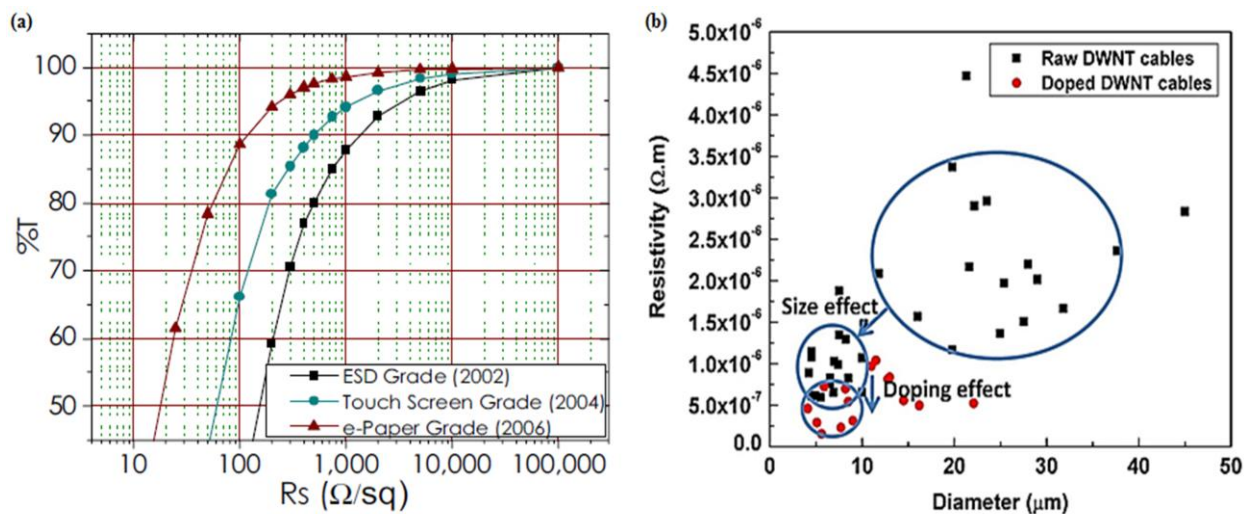 (a)
100
90
80
70
60
50
%T
ESD Grade (2002)
Touch Screen Grade (2004)
e-Paper Grade (2006)
10
100
1,000
10,000
100,000
Rs (Ω/sq)
(b)
5.0x10⁻⁶
4.5x10⁻⁶
4.0x10⁻⁶
3.5x10⁻⁶
3.0x10⁻⁶
2.5x10⁻⁶
2.0x10⁻⁶
1.5x10⁻⁶
1.0x10⁻⁶
5.0x10⁻⁷
0.0
Resistivity (Ω.m)
Raw DWNT cables
Doped DWNT cables
Size effect
Doping effect
0
10
20
30
40
50
Diameter (μm)